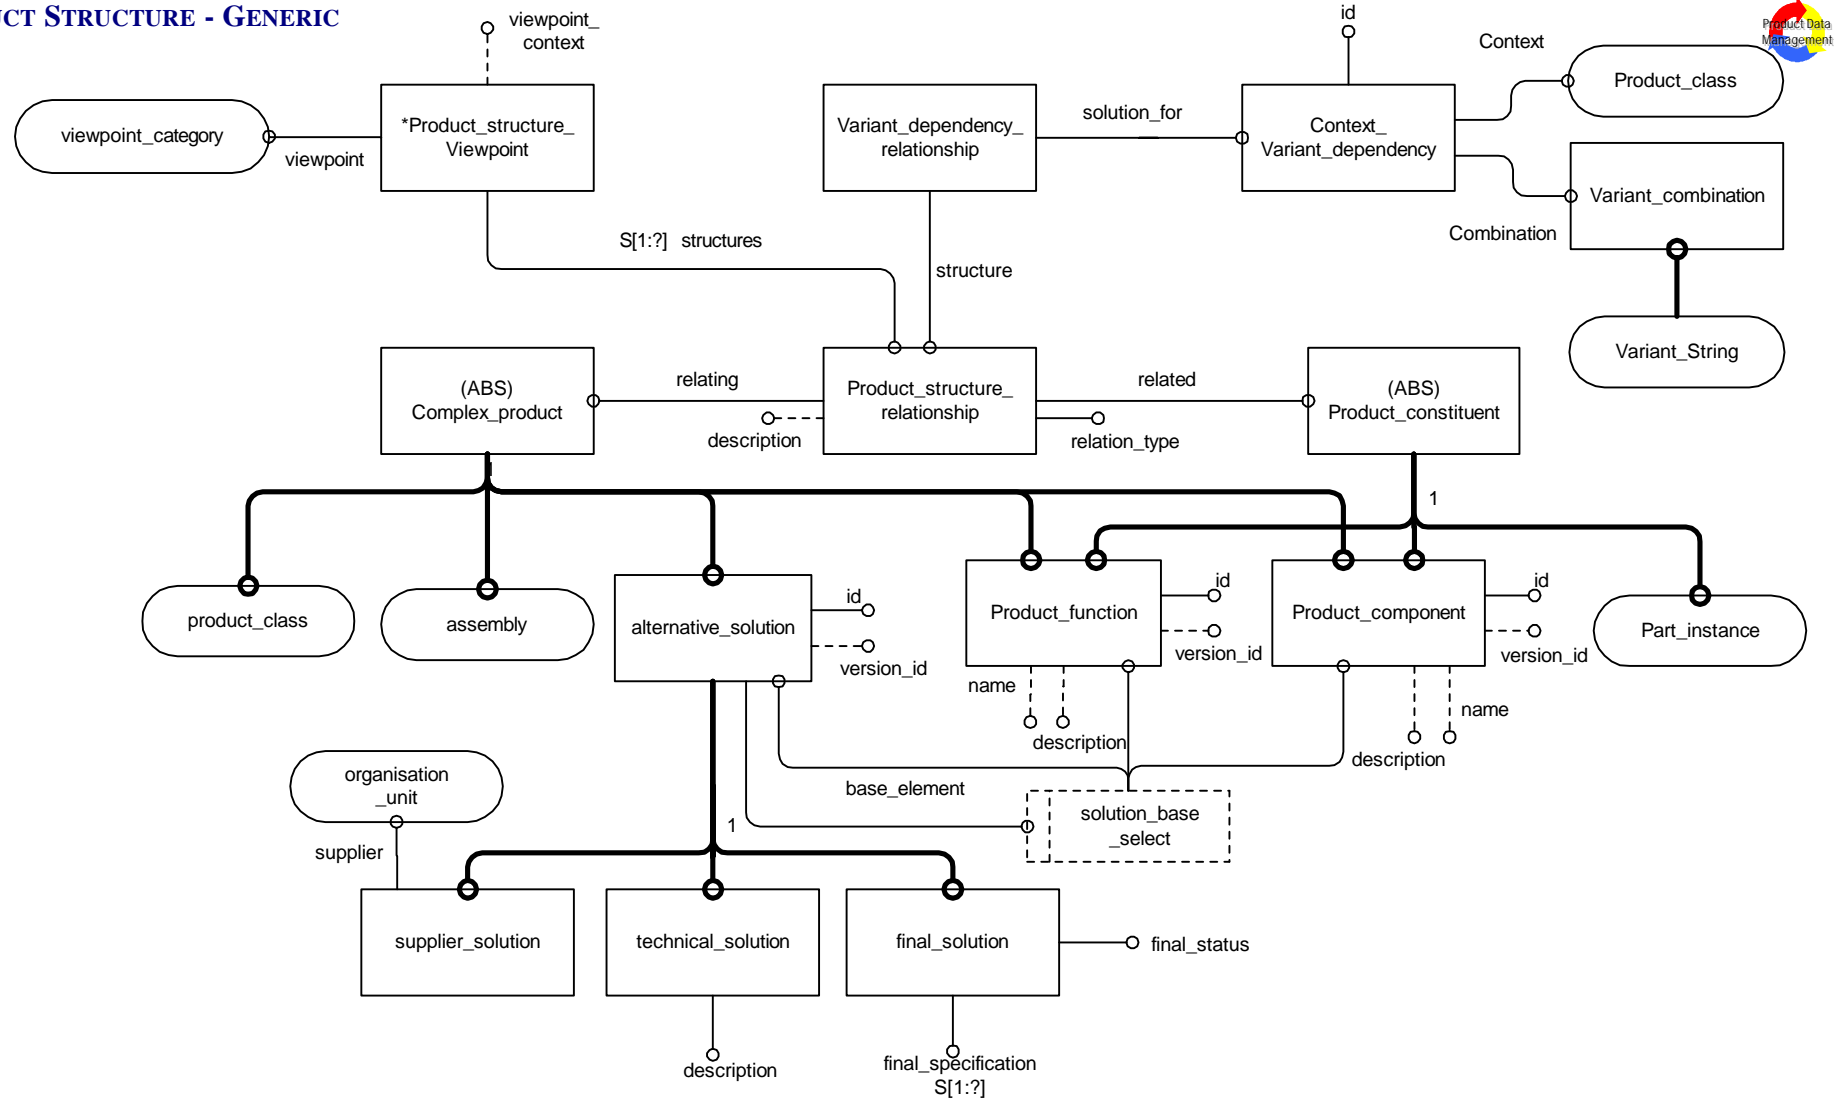 UCT STRUCTURE - GENERIC
viewpoint_
context
id
Context
Product Data
Management
Product_class
viewpoint_category
viewpoint
*Product_structure_
Viewpoint
Variant_dependency_
relationship
solution_for
Context_
Variant_dependency
Variant_combination
Combination
S[1:?] structures
structure
Variant_String
(ABS)
Complex_product
relating
description
Product_structure_
relationship
related
relation_type
(ABS)
Product_constituent
1
product_class
assembly
alternative_solution
id
version_id
Product_function
id
version_id
name
description
Product_component
id
version_id
name
description
Part_instance
organisation
_unit
supplier
base_element
1
solution_base
_select
supplier_solution
technical_solution
final_solution
final_status
description
final_specification
S[1:?]